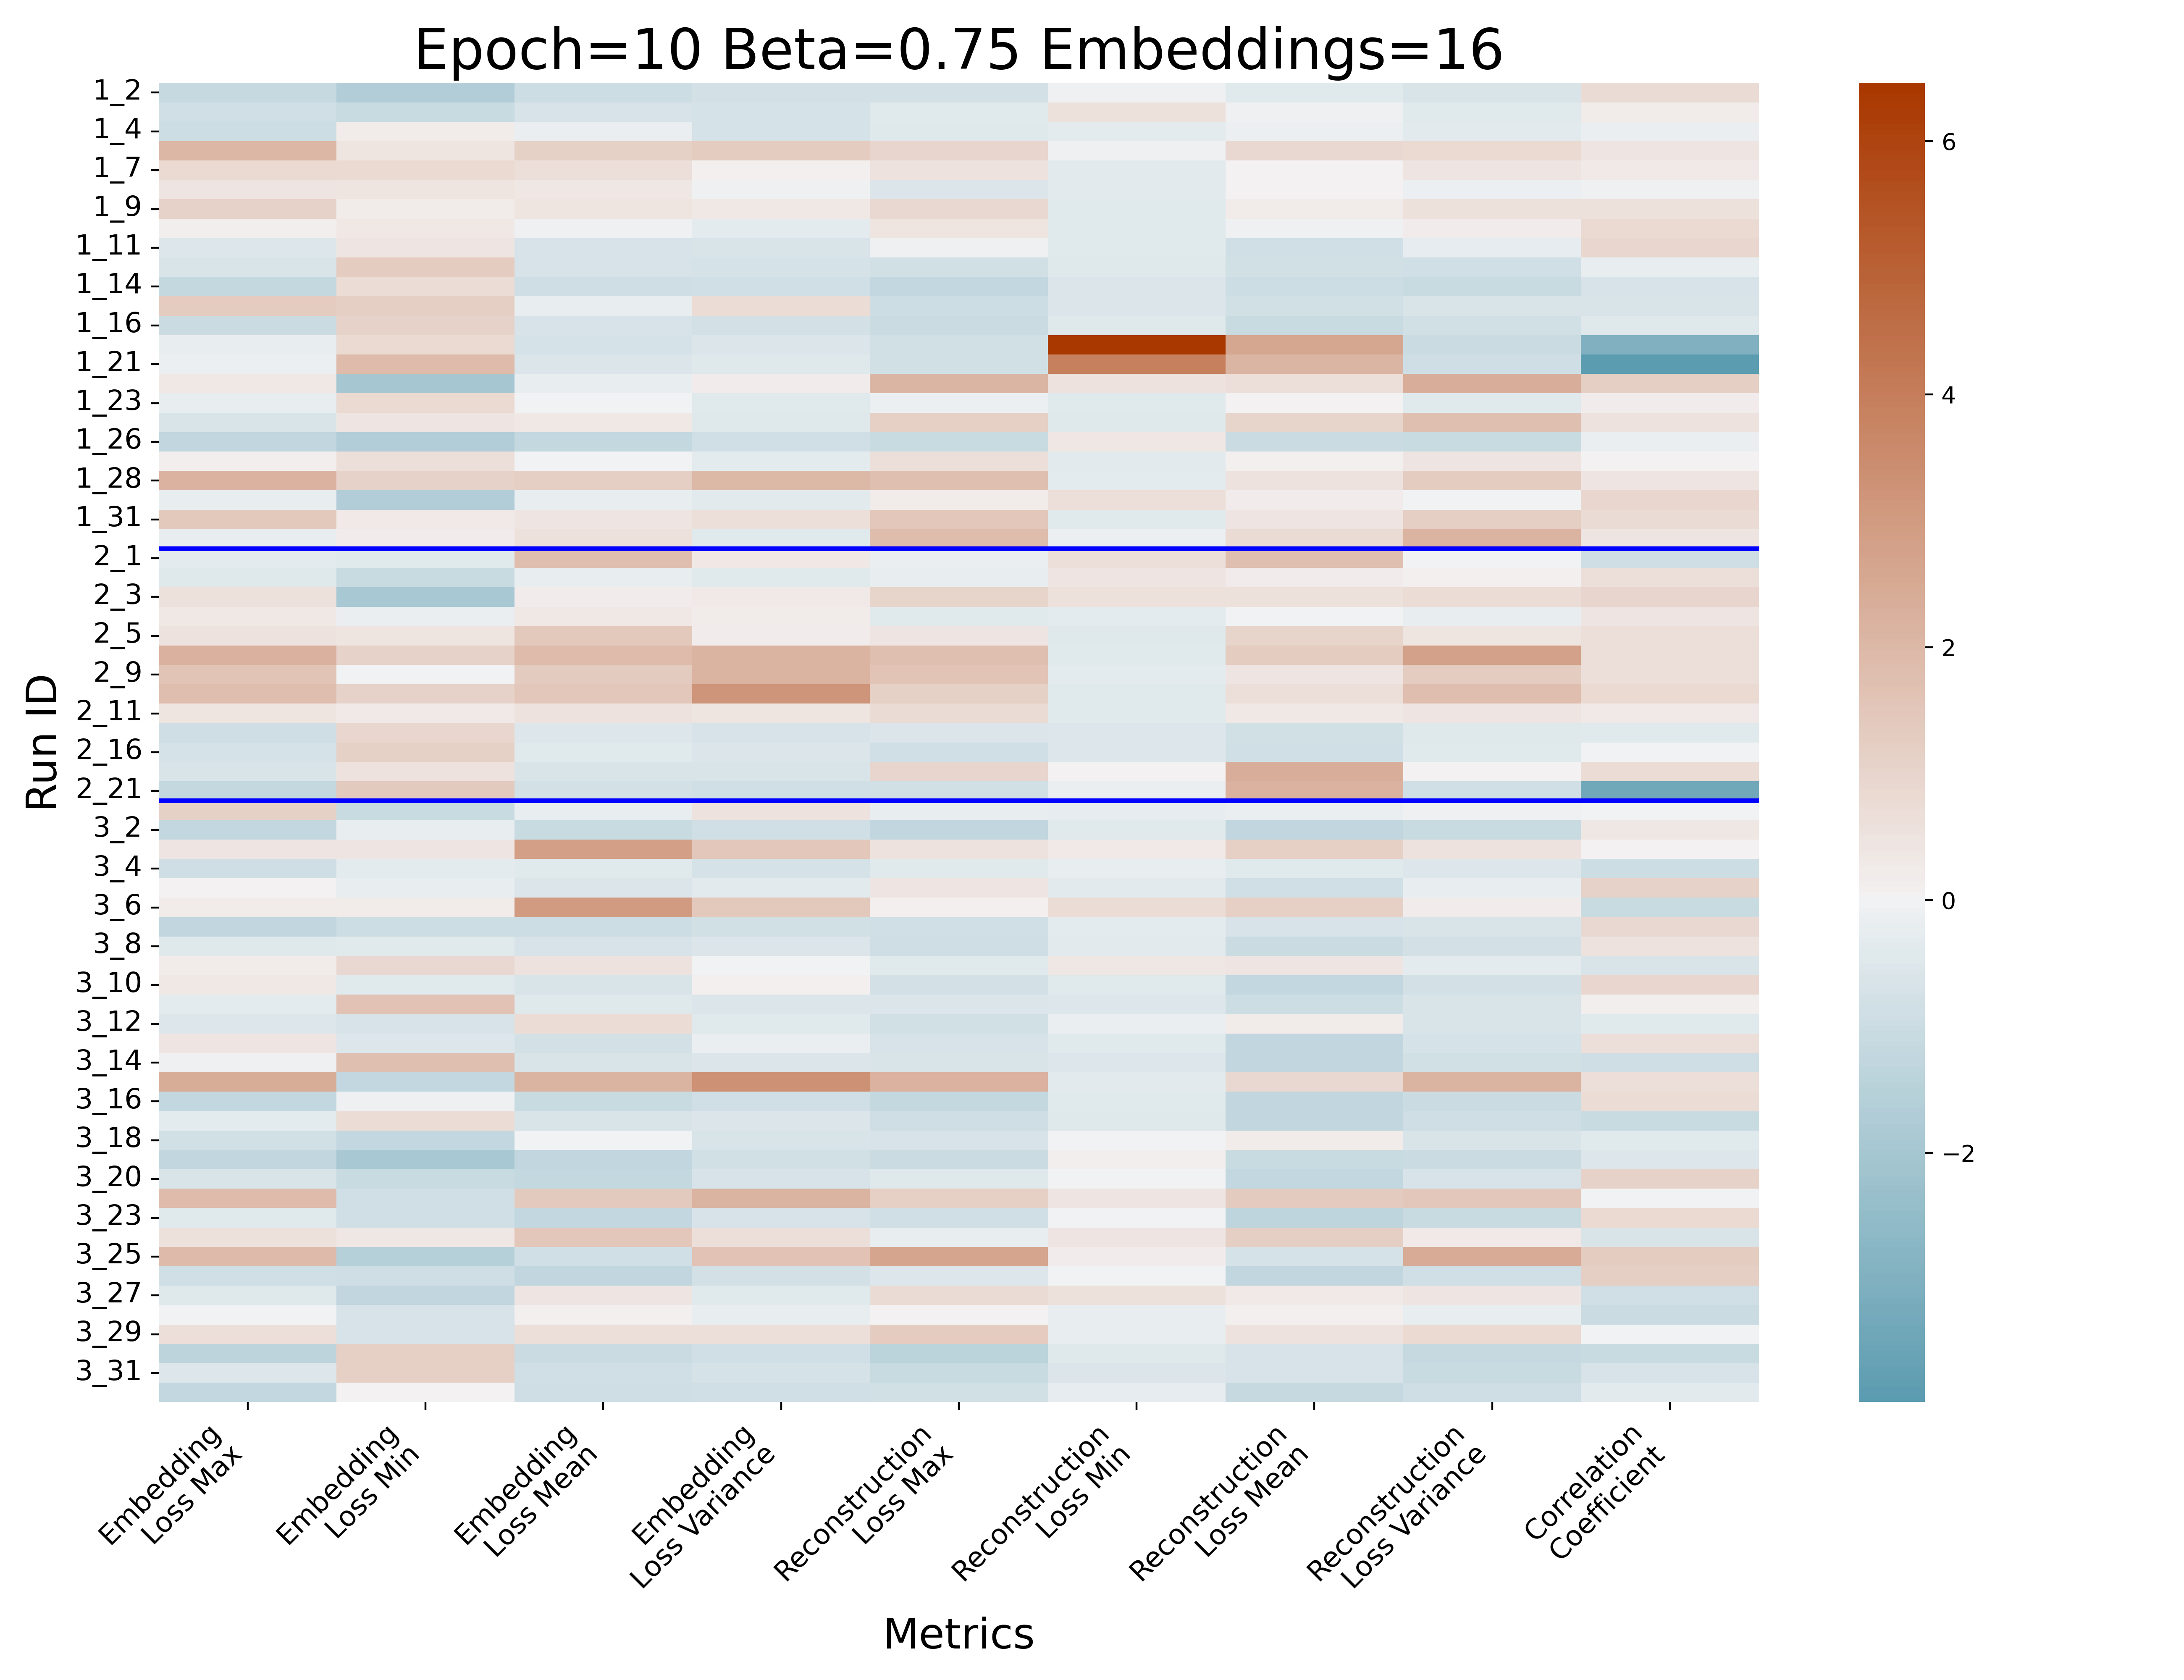 Epoch=10 Beta=0.75 Embeddings=16
Run ID
1_2
1_4
1_7
1_9
1_11
1_14
1_16
1_21
1_23
1_26
1_28
1_31
2_1
2_3
2_5
2_9
2_11
2_16
2_21
3_2
3_4
3_6
3_8
3_10
3_12
3_14
3_16
3_18
3_20
3_23
3_25
3_27
3_29
3_31
6
4
2
0
−2
Embedding
Loss Max
Embedding
Loss Min
Embedding
Loss Mean
Embedding
Loss Variance
Reconstruction
Loss Max
Reconstruction
Loss Min
Reconstruction
Loss Mean
Reconstruction
Loss Variance
Correlation
Coefficient
Metrics